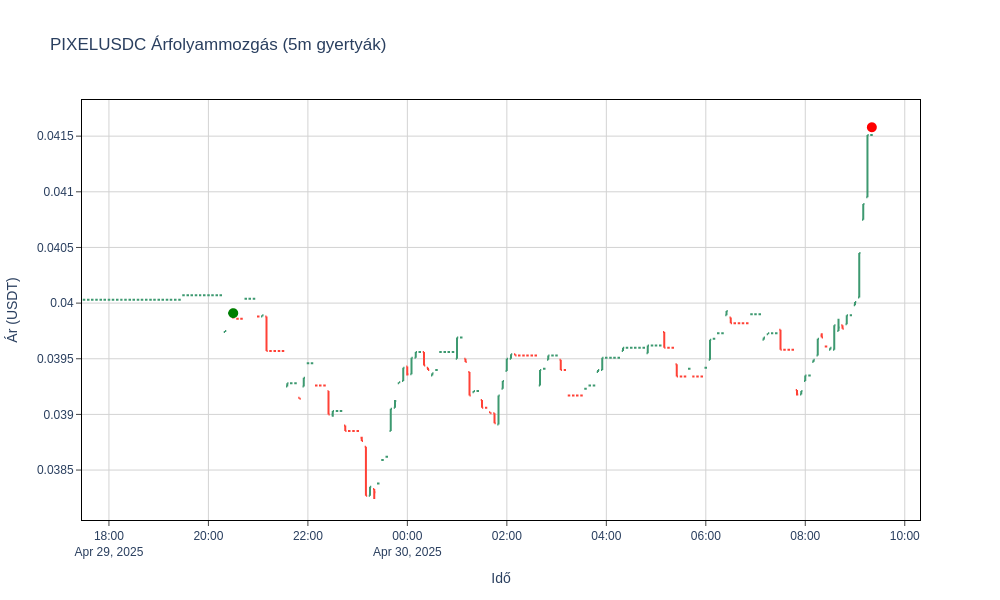 PIXELUSDC Árfolyammozgás (5m gyertyák)
Ár (USDT)
0.0415
0.041
0.0405
0.04
0.0395
0.039
0.0385
18:00 20:00 22:00 00:00 02:00 04:00 06:00 08:00 10:00
Apr 29, 2025 Apr 30, 2025
Idő